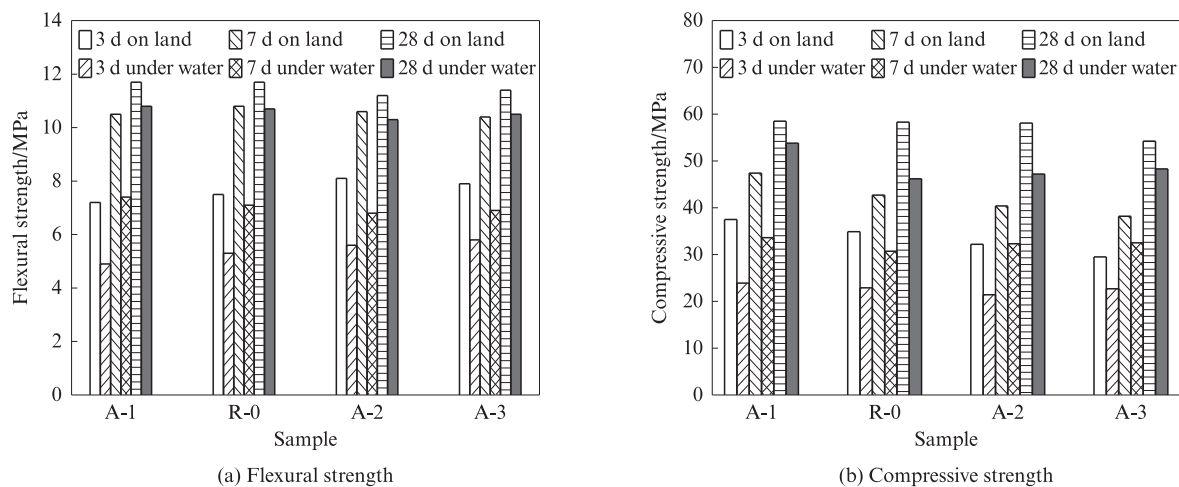 14
12
10
8
6
4
2
0
Flexural strength/MPa
3 d on land 7 d on land 28 d on land
3 d under water 7 d under water 28 d under water
A-1 R-0 A-2 A-3
Sample
(a) Flexural strength
80
70
60
50
40
30
20
10
0
Compressive strength/MPa
3 d on land 7 d on land 28 d on land
3 d under water 7 d under water 28 d under water
A-1 R-0 A-2 A-3
Sample
(b) Compressive strength